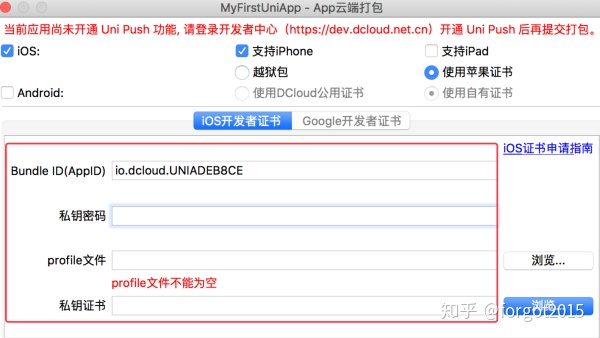 MyFirstUniApp - App云端打包
当前应用尚未开通 Uni Push 功能, 请登录开发者中心（https://dev.dcloud.net.cn）开通 Uni Push 后再提交打包。
iOS: 支持iPhone 支持iPad
越狱包 使用苹果证书
Android: 使用DCloud公用证书 使用自有证书
iOS开发者证书 Google开发者证书
iOS证书申请指南
Bundle ID(AppID) io.dcloud.UNIADEB8CE
私钥密码
profile文件 浏览...
profile文件不能为空
私钥证书 浏览...
知乎 @forgot2015